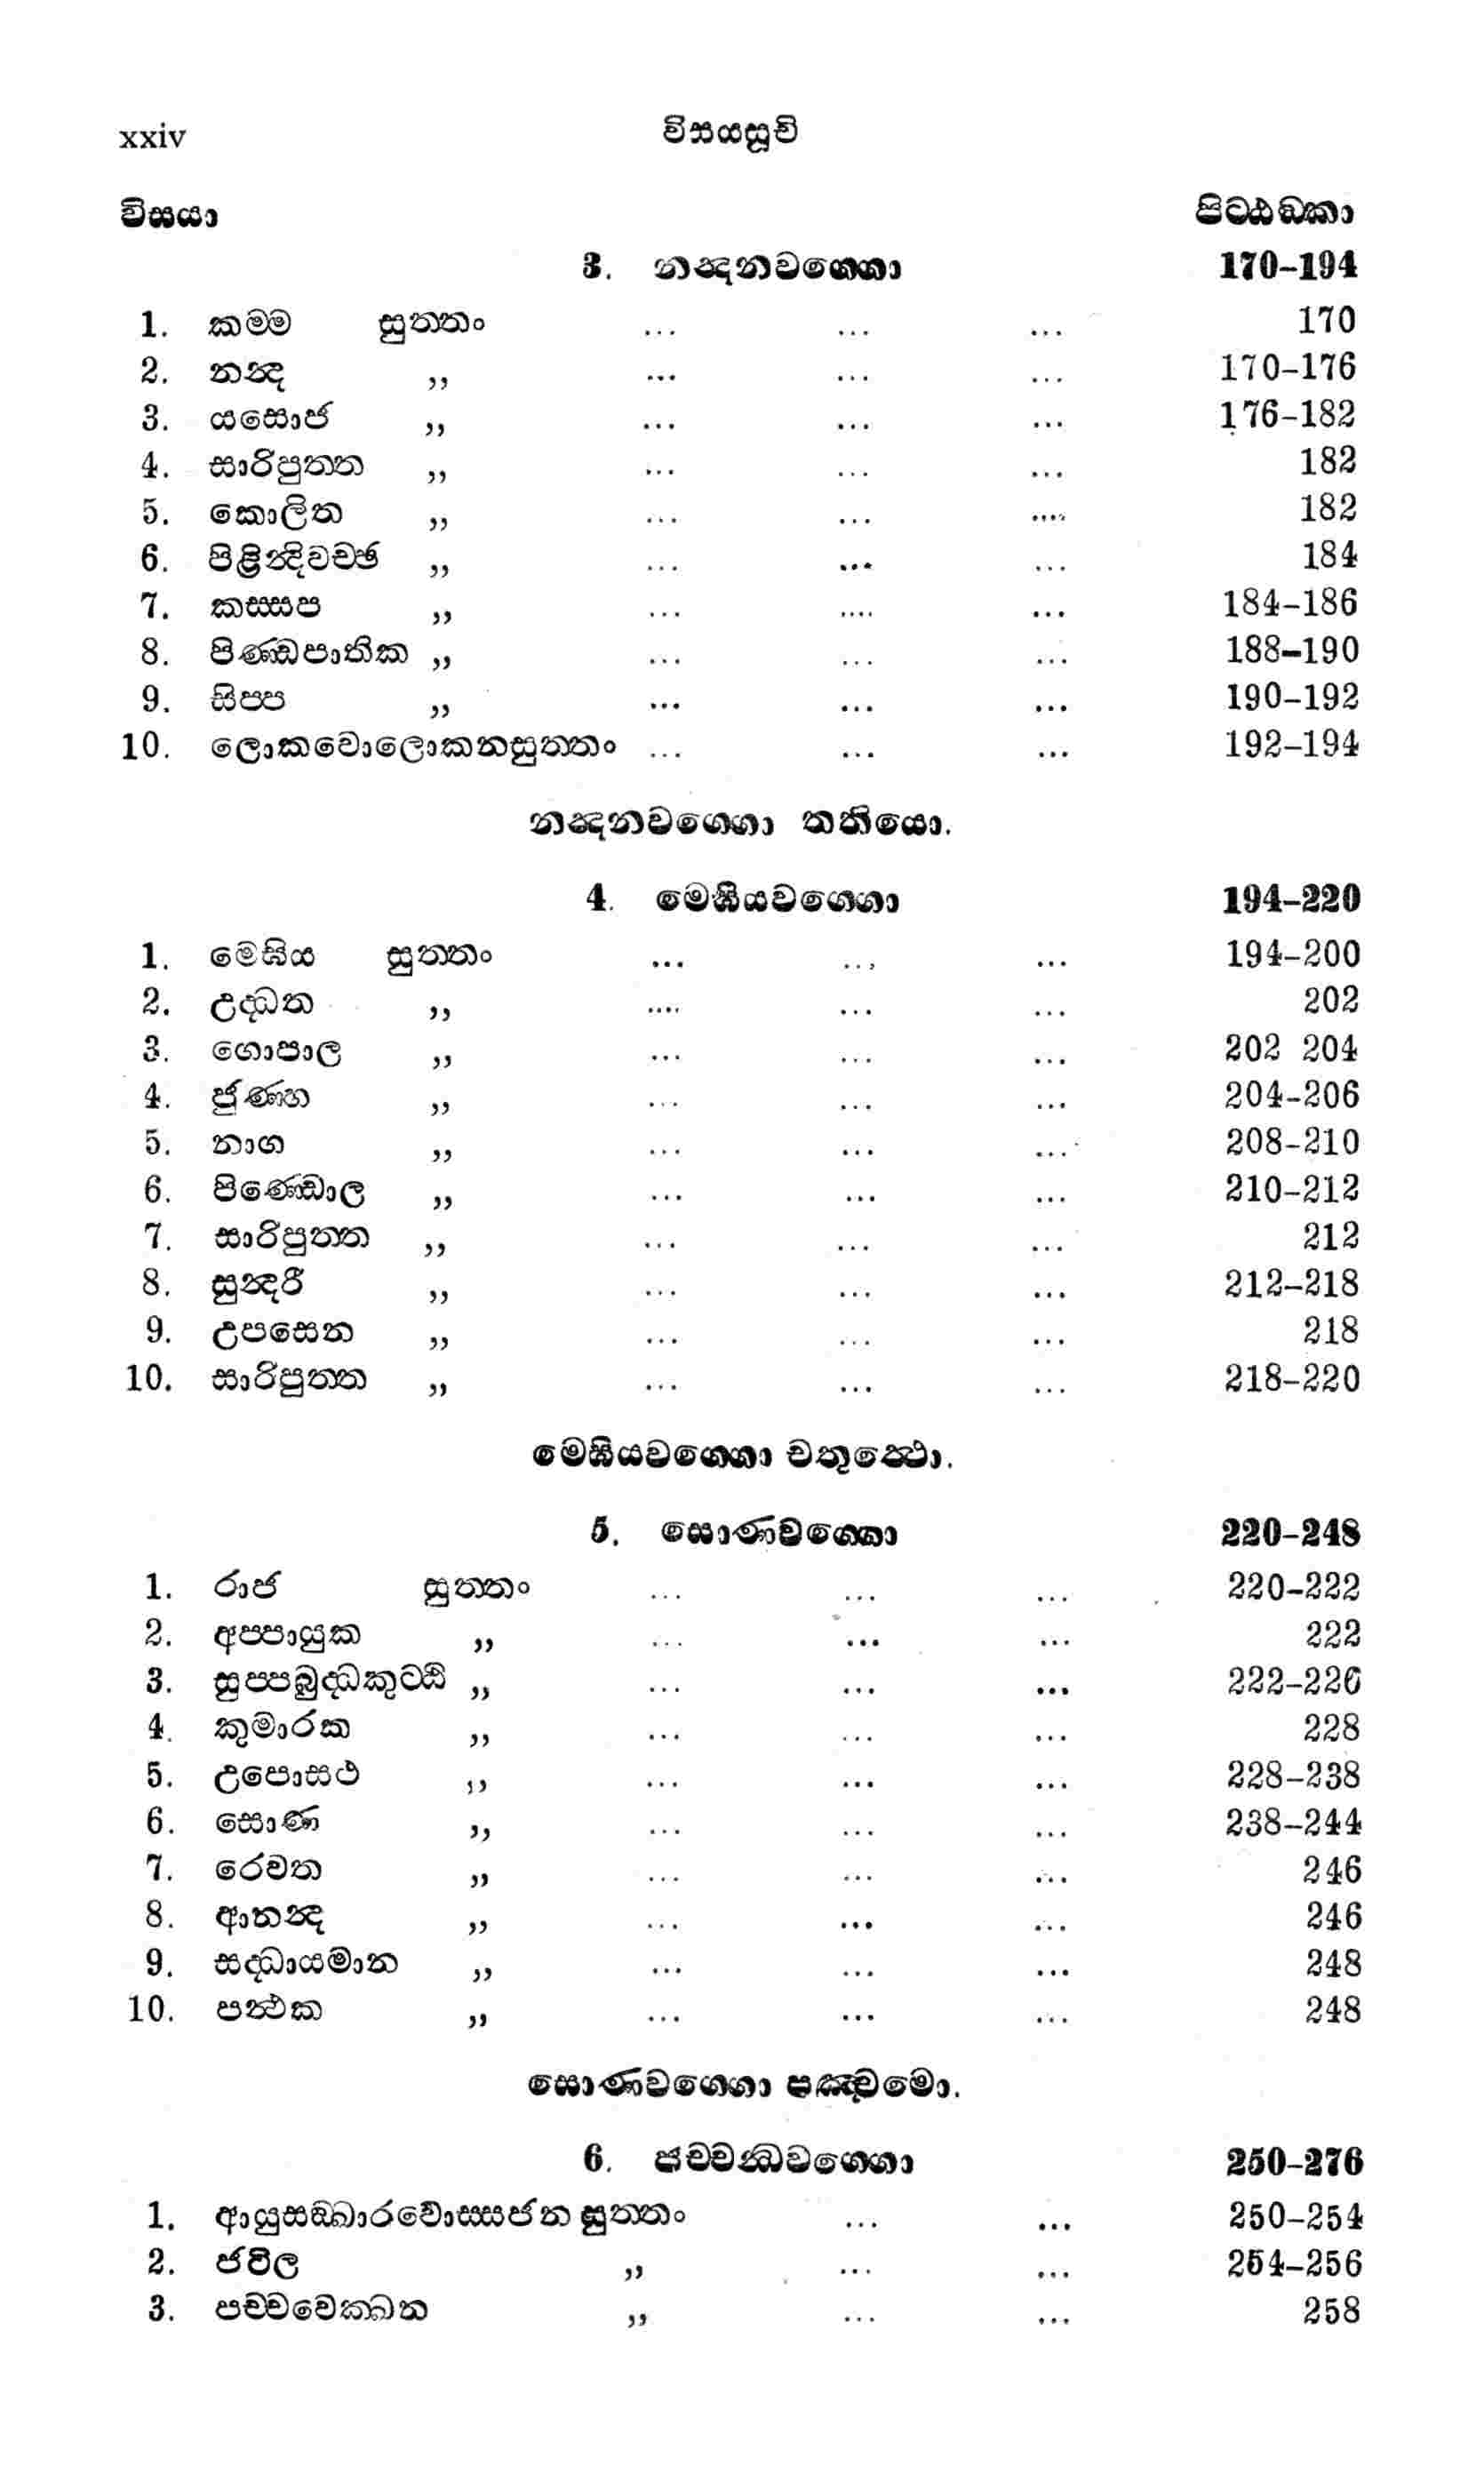 xxiv විසයසූචි
විසයා පිට්ඨඞ්කා
3. නන්‍දනවග්ගො 170-194
1. කම්ම සුත්තං ... ... ... 170
2. නන්‍ද ,, ... ... ... 170-176
3. යසොජ ,, ... ... ... 176-182
4. සාරිපුත්ත ,, ... ... ... 182
5. කොලිත ,, ... ... .... 182
6. පිළින්‍දිවච්ඡ ,, ... ... ... 184
7. කස්සප ,, ... .... ... 184-186
8. පිණ්ඩපාතික ,, ... ... ... 188-190
9. සිප්ප ,, ... ... ... 190-192
10. ලොකවොලොකනසුත්තං ... ... ... 192-194
නන්‍දනවග්ගො තතියො.
4. මෙඝියවග්ගො 194-220
1. මෙඝිය සුත්තං ... .., ... 194-200
2. උද්ධත ,, .... ... ... 202
3. ගොපාල ,, ... ... ... 202 204
4. ජුණ්හ ,, ... ... ... 204-206
5. නාග ,, ... ... ... 208-210
6. පිණ්ඩොල ,, ... ... ... 210-212
7. සාරිපුත්ත ,, ... ... ... 212
8. සුන්‍දරී ,, ... ... ... 212-218
9. උපසෙන ,, ... ... ... 218
10. සාරිපුත්ත ,, ... ... ... 218-220
මෙඝියවග්ගො චතුත්‍ථො.
5. සොණවග්ගො 220-248
1. රාජ සුත්තං ... ... ... 220-222
2. අප්පායුක ,, ... ... ... 222
3. සුප්පබුද්ධකුට්ඨි ,, ... ... ... 222-226
4. කුමාරක ,, ... ... ... 228
5. උපොසථ ,, ... ... ... 228-238
6. සොණ ,, ... ... ... 238-244
7. රෙවත ,, ... ... ... 246
8. ආනන්‍ද ,, ... ... ... 246
9. සද්ධායමාන ,, ... ... ... 248
10. පන්‍ථක ,, ... ... ... 248
සොණවග්ගො පඤ්චමො.
6. ජච්චන්‍ධවග්ගො 250-276
1. ආයුසඞ්ඛාරවොස්සජන සුත්තං ... ... 250-254
2. ජටිල ,, ... ... 254-256
3. පච්චවෙක්ඛන ,, ... ... 258